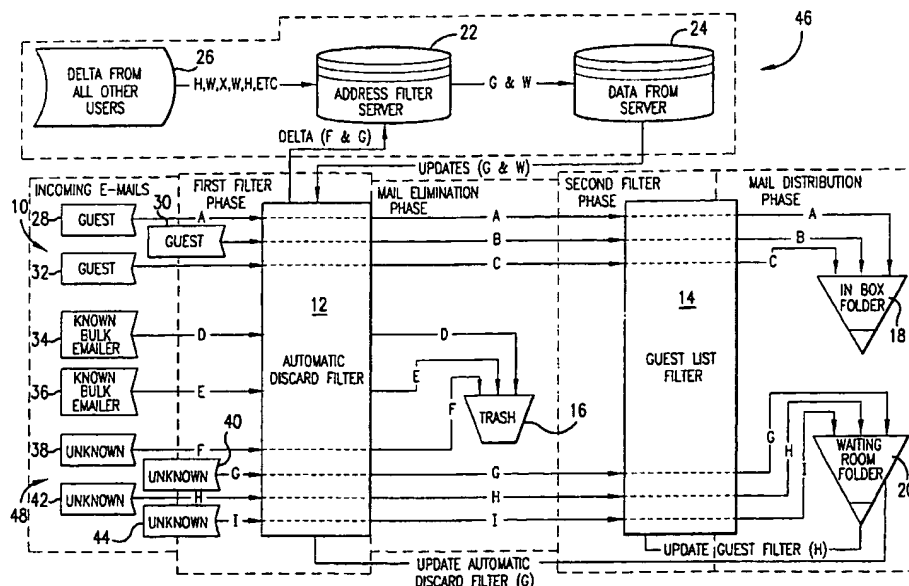 22
24
46
26
DELTA FROM
ALL OTHER
USERS
H,W,X,W,H,ETC
ADDRESS FILTER
SERVER
G & W
DATA FROM
SERVER
DELTA (F & G)
UPDATES (G & W)
INCOMING E-MAILS
FIRST FILTER
PHASE
MAIL ELIMINATION
PHASE
SECOND FILTER
PHASE
MAIL DISTRIBUTION
PHASE
10
28
GUEST
A
30
GUEST
A
A
B
B
32
GUEST
C
C
12
14
IN BOX
FOLDER
18
34
KNOWN
BULK
EMAILER
D
D
AUTOMATIC
DISCARD FILTER
GUEST LIST
FILTER
36
KNOWN
BULK
EMAILER
E
E
F
TRASH
16
38
UNKNOWN
F
40
UNKNOWN
G
G
G
H
I
WAITING
ROOM
FOLDER
20
48
42
UNKNOWN
H
H
44
UNKNOWN
I
I
UPDATE GUEST FILTER (H)
UPDATE AUTOMATIC
DISCARD FILTER (G)